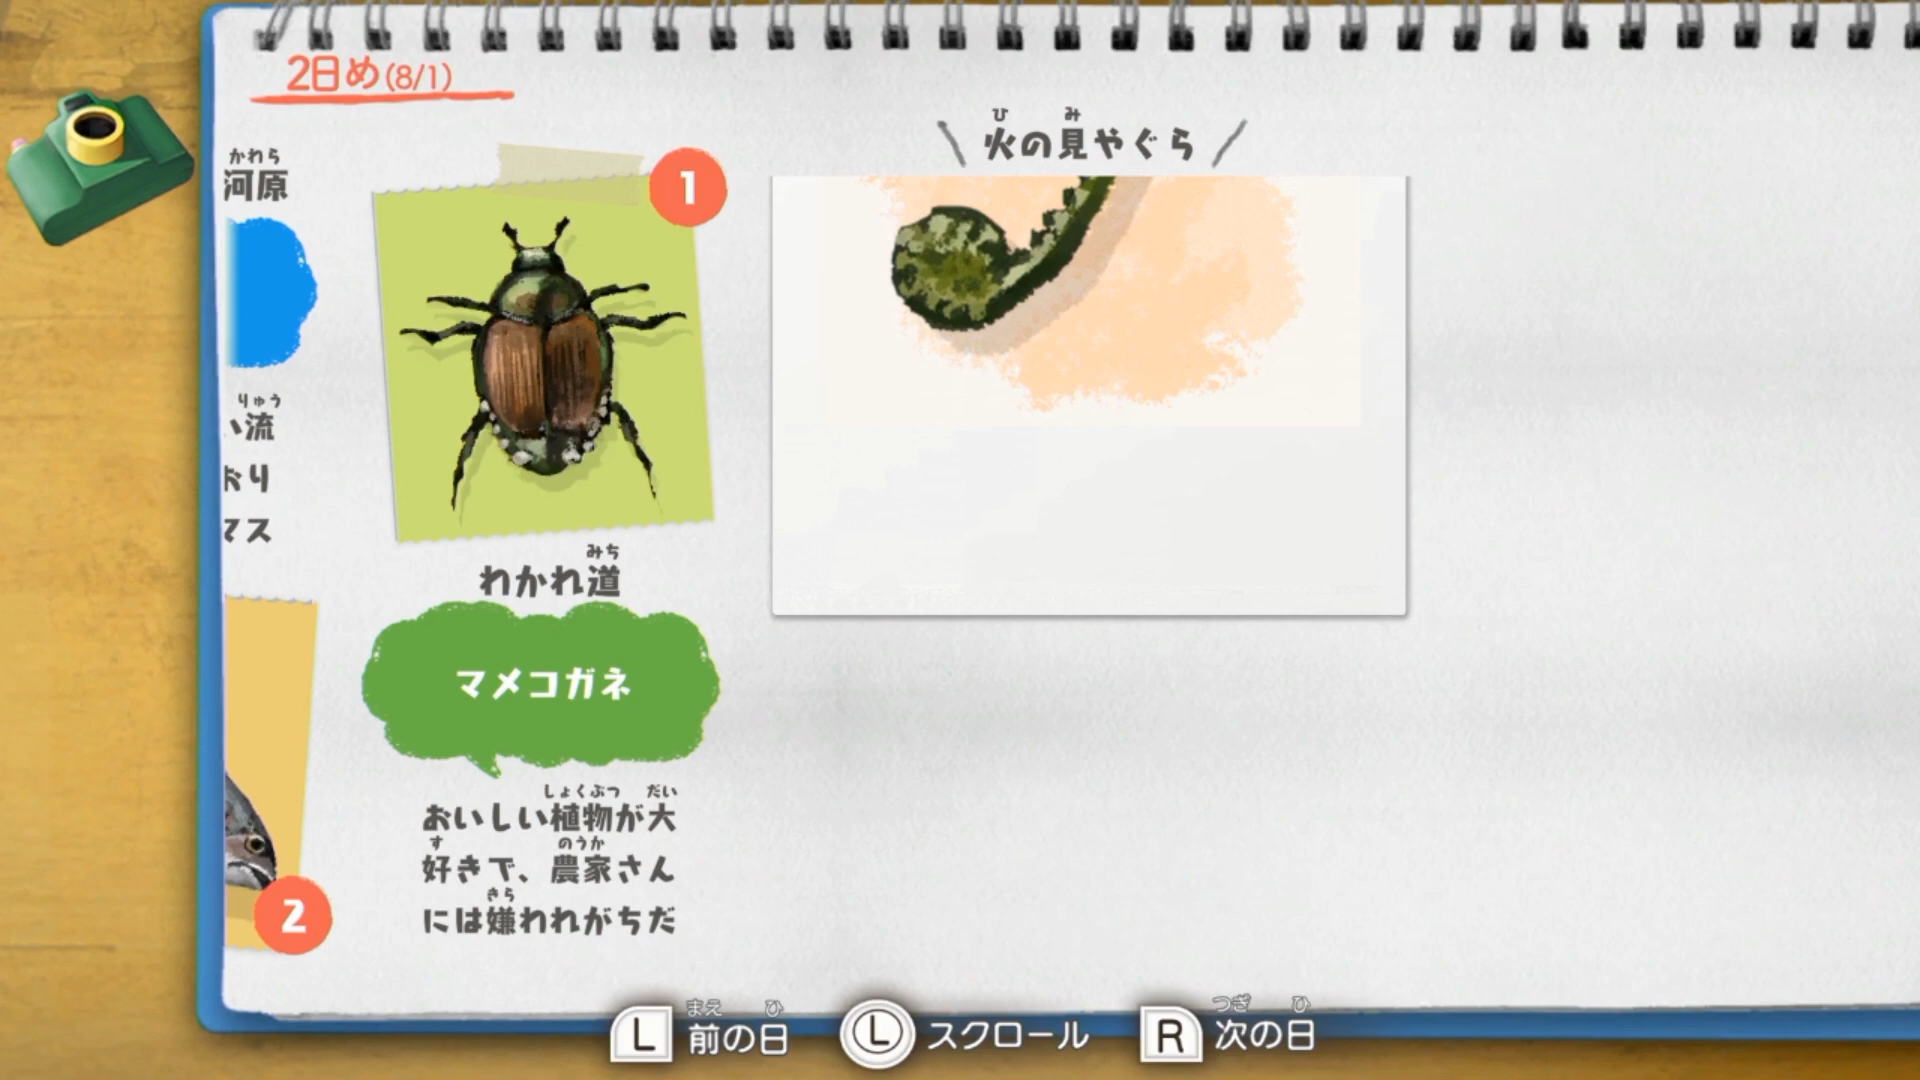 2日め(8/1)
かわら
河原
りゅう
い流
おり
マス
2
1
みち
わかれ道
マメコガネ
しょくぶつ だい
おいしい植物が大
す のうか
好きで、農家さん
きら
には嫌われがちだ
ひ み
火の見やぐら
まえ ひ
L 前の日
L スクロール
つぎ ひ
R 次の日